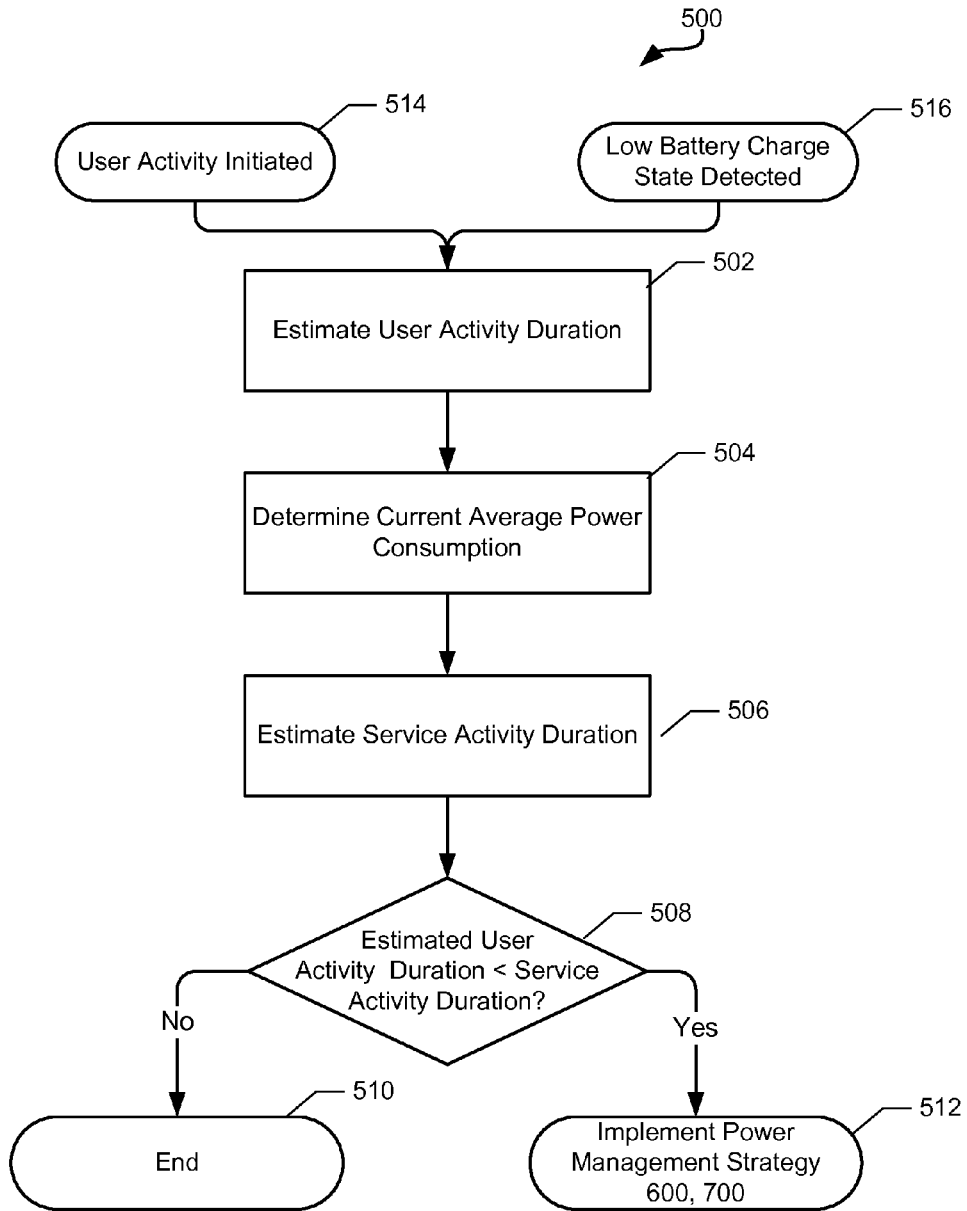 500
514
User Activity Initiated
516
Low Battery Charge
State Detected
502
Estimate User Activity Duration
504
Determine Current Average Power
Consumption
506
Estimate Service Activity Duration
508
Estimated User
Activity Duration < Service
Activity Duration?
No
Yes
510
End
512
Implement Power
Management Strategy
600, 700